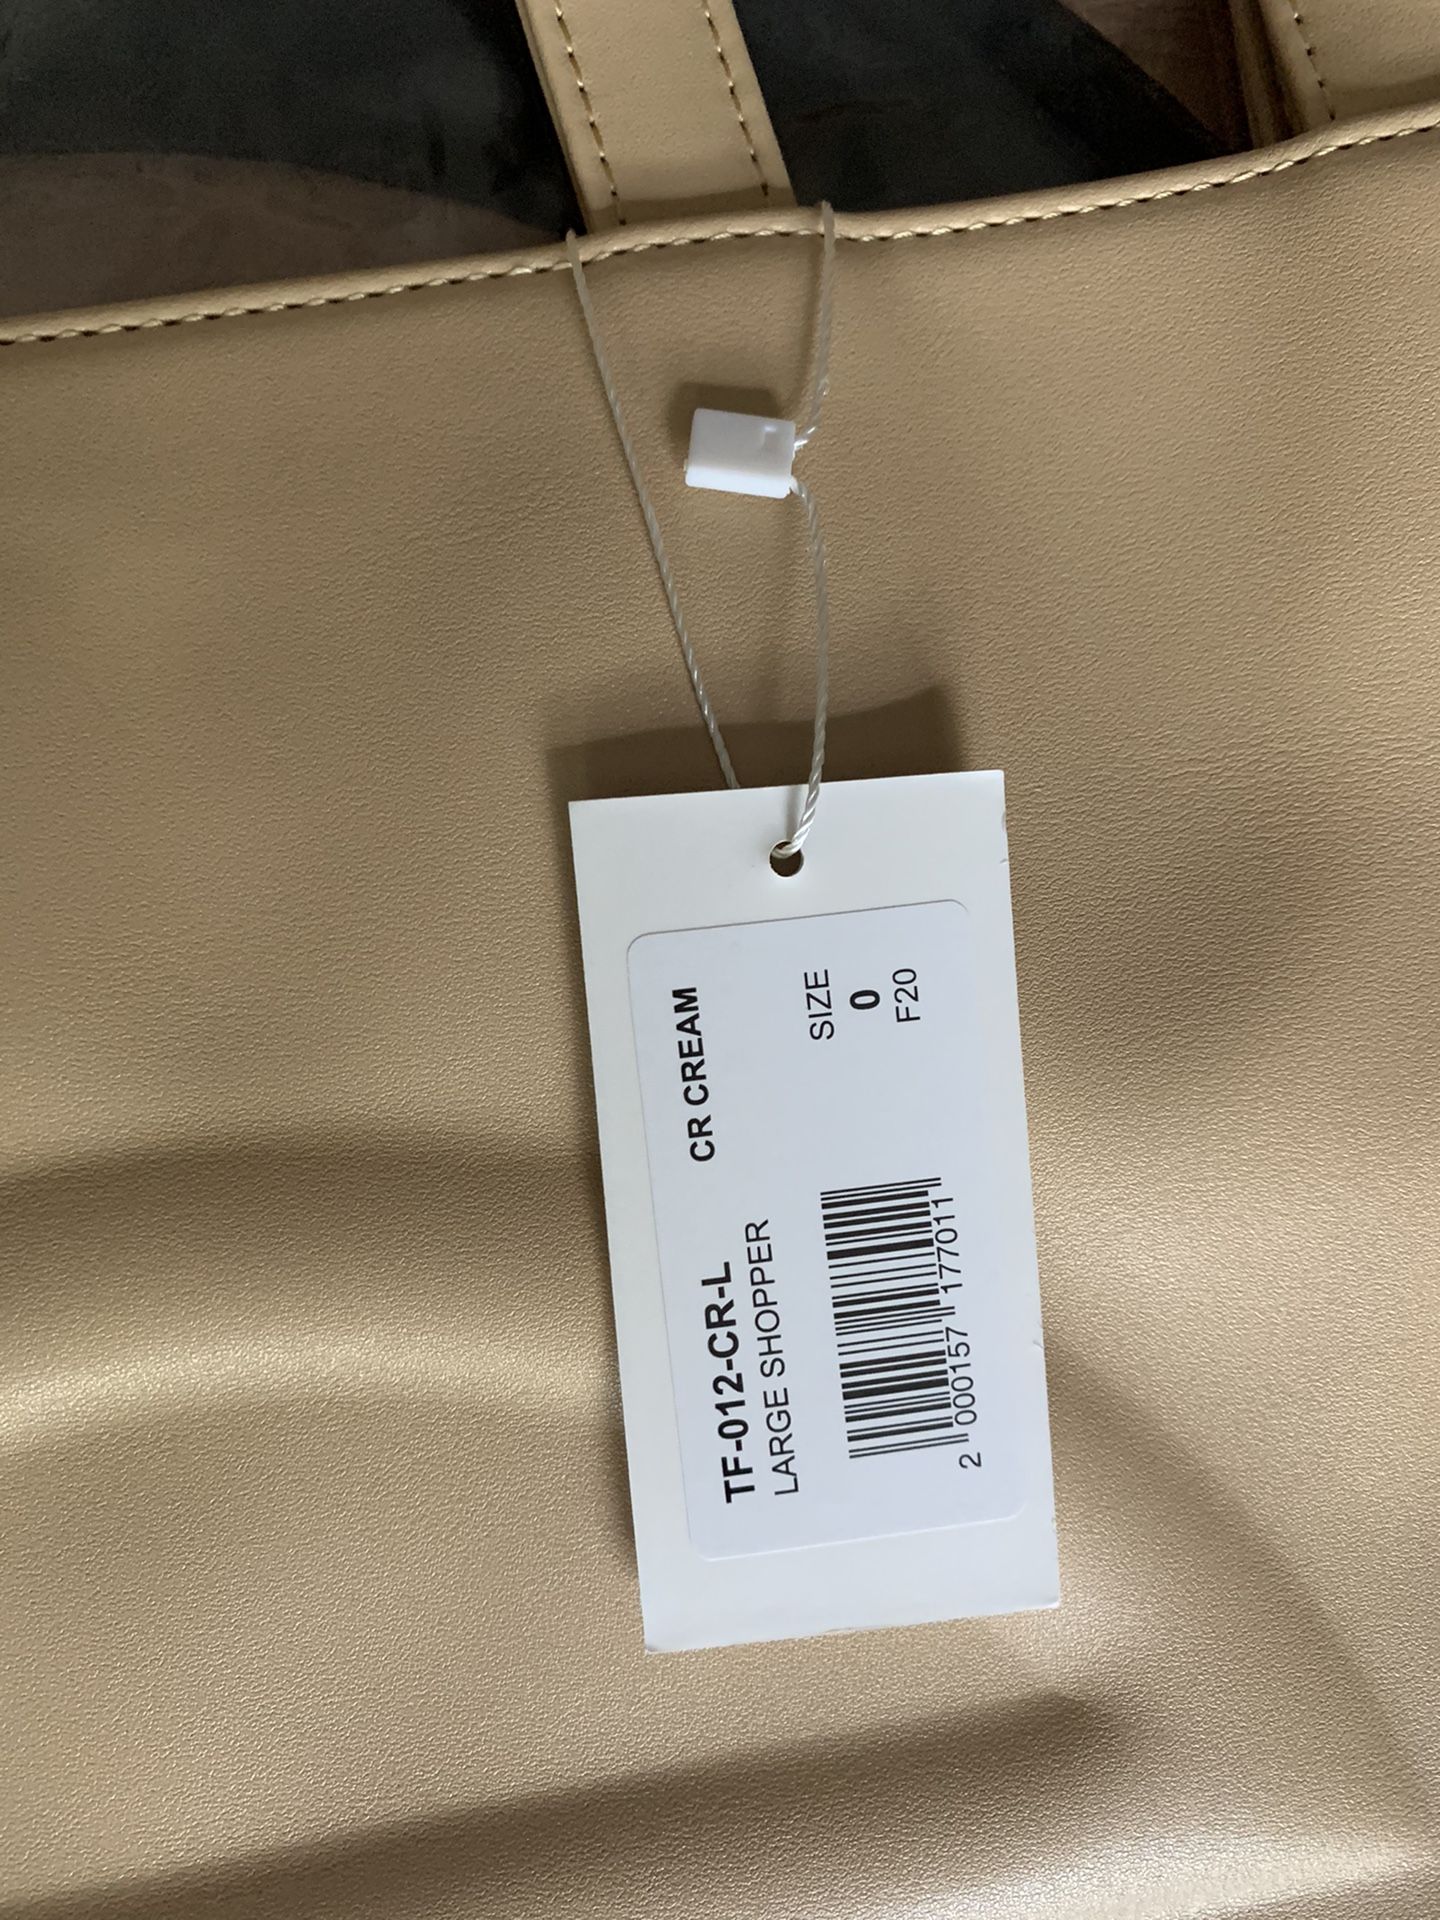 TF-012-CR-L CR CREAM
LARGE SHOPPER
SIZE
0
F20
2 000157 177011